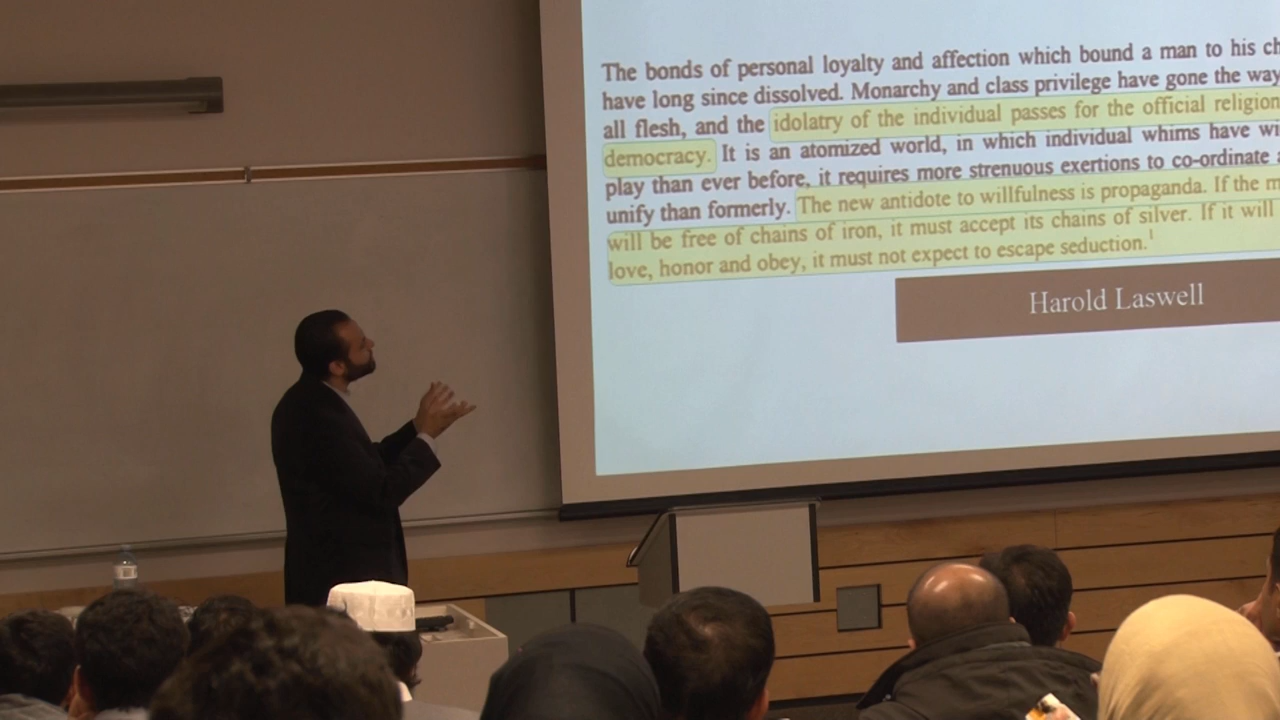 The bonds of personal loyalty and affection which bound a man to his ch
have long since dissolved. Monarchy and class privilege have gone the way
all flesh, and the idolatry of the individual passes for the official religion
democracy. It is an atomized world, in which individual whims have wi
play than ever before, it requires more strenuous exertions to co-ordinate a
unify than formerly. The new antidote to willfulness is propaganda. If the m
will be free of chains of iron, it must accept its chains of silver. If it will
love, honor and obey, it must not expect to escape seduction.¹
Harold Laswell